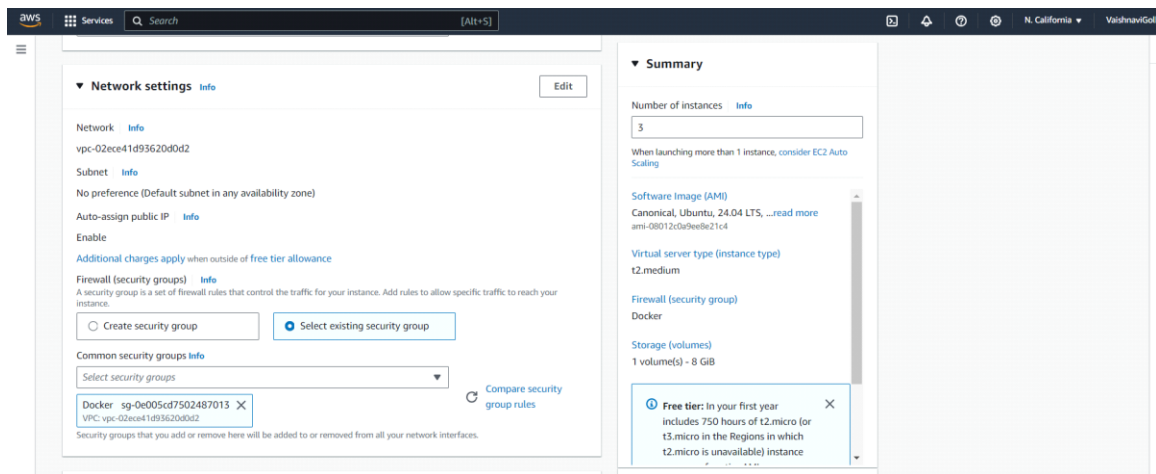 aws
Services
Search [Alt+S]
N. California
VaishnaviGol
Network settings Info
Edit
Network Info
vpc-02ece41d93620d0d2
Subnet Info
No preference (Default subnet in any availability zone)
Auto-assign public IP Info
Enable
Additional charges apply when outside of free tier allowance
Firewall (security groups) Info
A security group is a set of firewall rules that control the traffic for your instance. Add rules to allow specific traffic to reach your
instance.
Create security group
Select existing security group
Common security groups Info
Select security groups
Compare security
group rules
Docker sg-0e005cd7502487013
VPC: vpc-02ece41d93620d0d2
Security groups that you add or remove here will be added to or removed from all your network interfaces.
Summary
Number of instances Info
3
When launching more than 1 instance, consider EC2 Auto
Scaling
Software Image (AMI)
Canonical, Ubuntu, 24.04 LTS, ...read more
ami-08012c0a9ee8e21c4
Virtual server type (instance type)
t2.medium
Firewall (security group)
Docker
Storage (volumes)
1 volume(s) - 8 GiB
Free tier: In your first year
includes 750 hours of t2.micro (or
t3.micro in the Regions in which
t2.micro is unavailable) instance